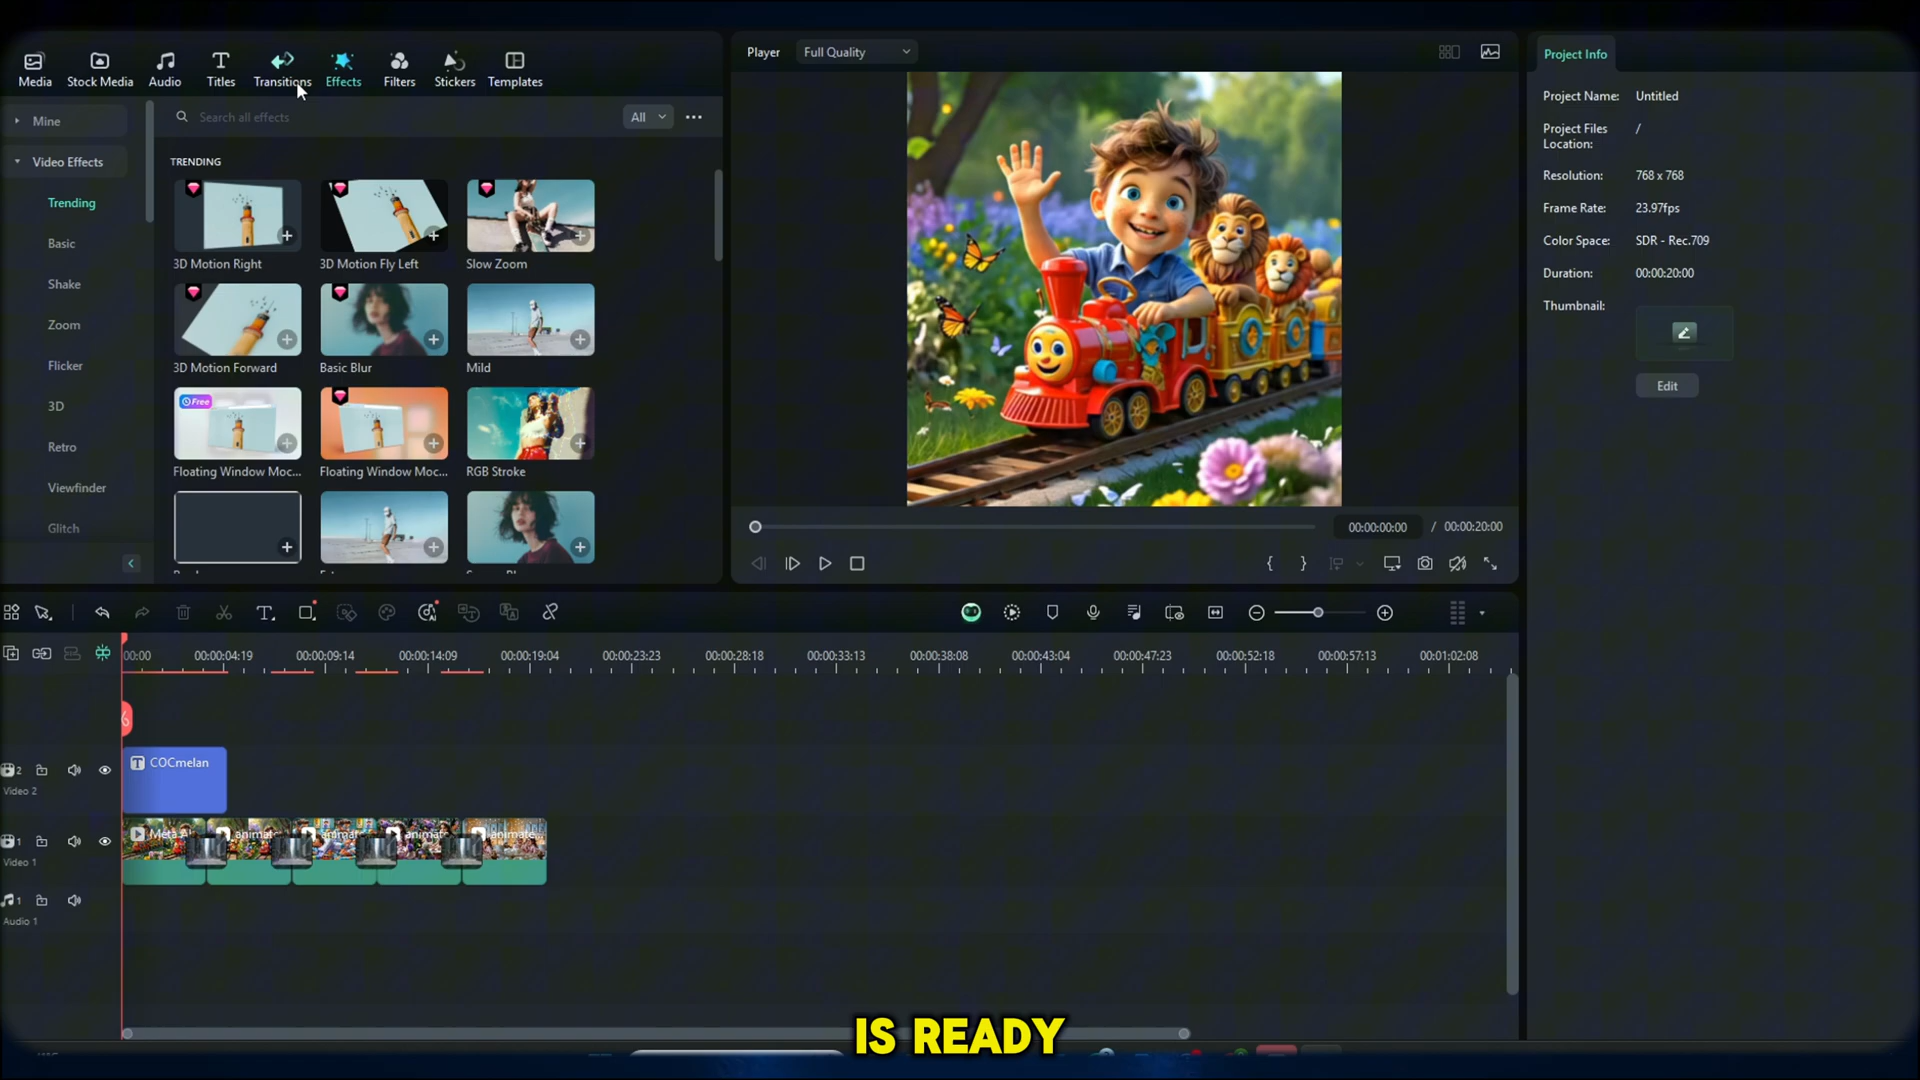 Media
Stock Media
Audio
Titles
Transitions
Effects
Filters
Stickers
Templates
Mine
Video Effects
Trending
Basic
Shake
Zoom
Flicker
3D
Retro
Viewfinder
Glitch
Search all effects
All
TRENDING
3D Motion Right
3D Motion Fly Left
Slow Zoom
3D Motion Forward
Basic Blur
Mild
Free
Floating Window Moc...
Floating Window Moc...
RGB Stroke
Player
Full Quality
00:00:00:00
/
00:00:20:00
Project Info
Project Name: Untitled
Project Files Location: /
Resolution: 768 x 768
Frame Rate: 23.97fps
Color Space: SDR - Rec.709
Duration: 00:00:20:00
Thumbnail:
Edit
00:00
00:00:04:19
00:00:09:14
00:00:14:09
00:00:19:04
00:00:23:23
00:00:28:18
00:00:33:13
00:00:38:08
00:00:43:04
00:00:47:23
00:00:52:18
00:00:57:13
00:01:02:08
2
Video 2
COCmelan
1
Video 1
Meta A
animate
animate
animate
animate...
1
Audio 1
IS READY